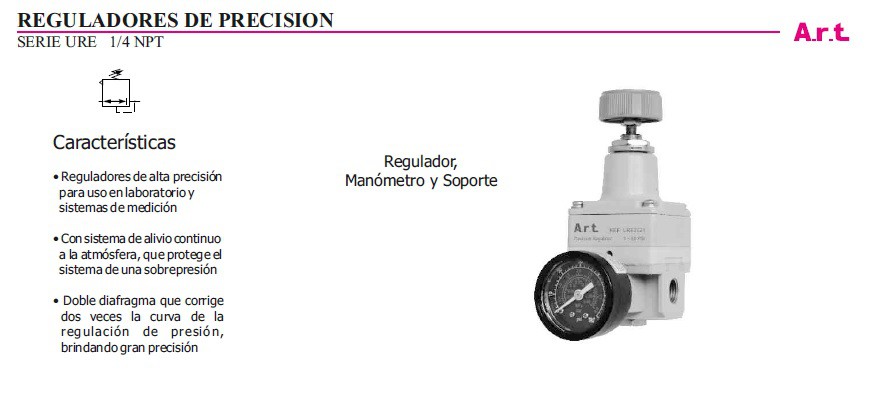 REGULADORES DE PRECISION
SERIE URE 1/4 NPT
A.r.t.
Características
• Reguladores de alta precisión
para uso en laboratorio y
sistemas de medición
• Con sistema de alivio continuo
a la atmósfera, que protege el
sistema de una sobrepresión
• Doble diafragma que corrige
dos veces la curva de la
regulación de presión,
brindando gran precisión
Regulador,
Manómetro y Soporte
A.r.t.